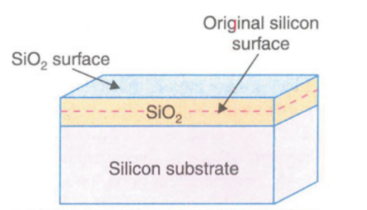 Original silicon
surface
SiO₂ surface
SiO₂
Silicon substrate